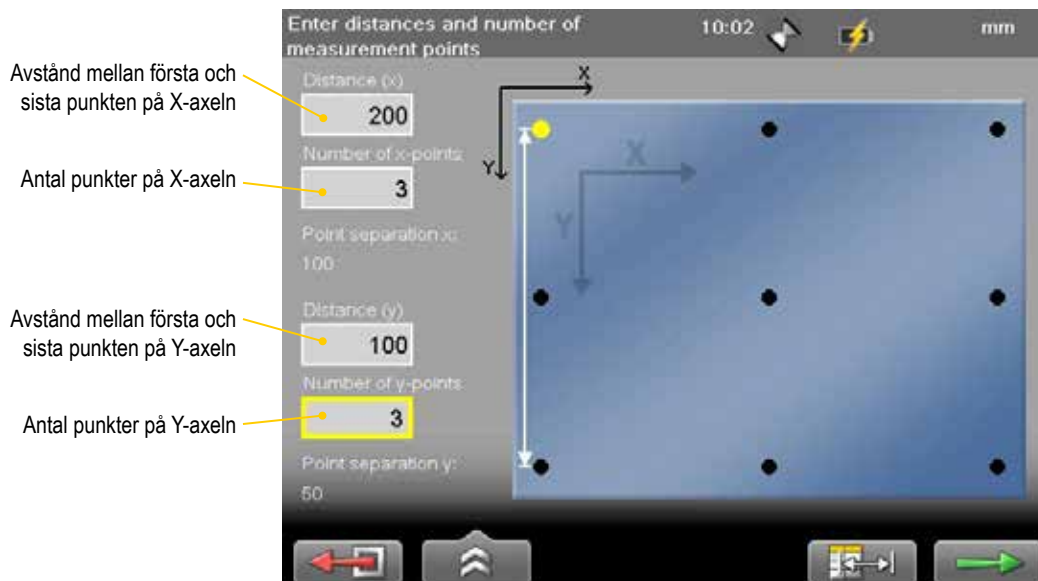 Enter distances and number of
measurement points
10:02
mm
Avstånd mellan första och
sista punkten på X-axeln
Antal punkter på X-axeln
Avstånd mellan första och
sista punkten på Y-axeln
Antal punkter på Y-axeln
Distance (x)
200
Number of x-points
3
Point separation x:
100
Distance (y)
100
Number of y-points
3
Point separation y:
50
X
Y
X
Y